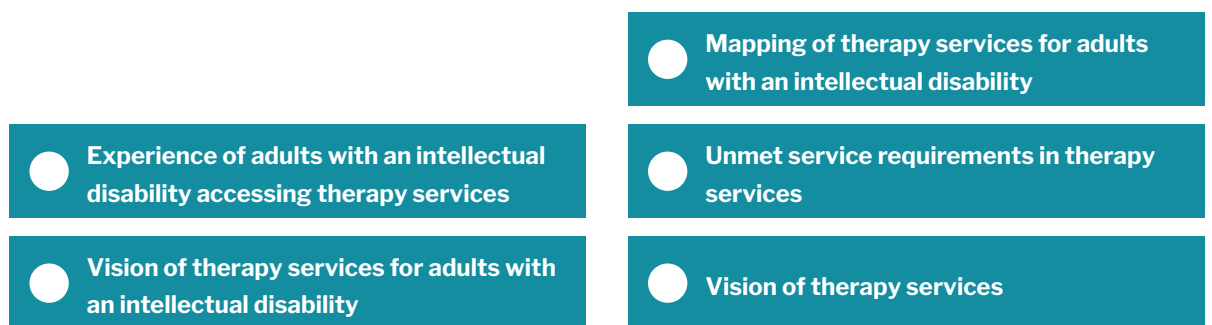 Mapping of therapy services for adults
with an intellectual disability
Experience of adults with an intellectual
disability accessing therapy services
Unmet service requirements in therapy
services
Vision of therapy services for adults with
an intellectual disability
Vision of therapy services